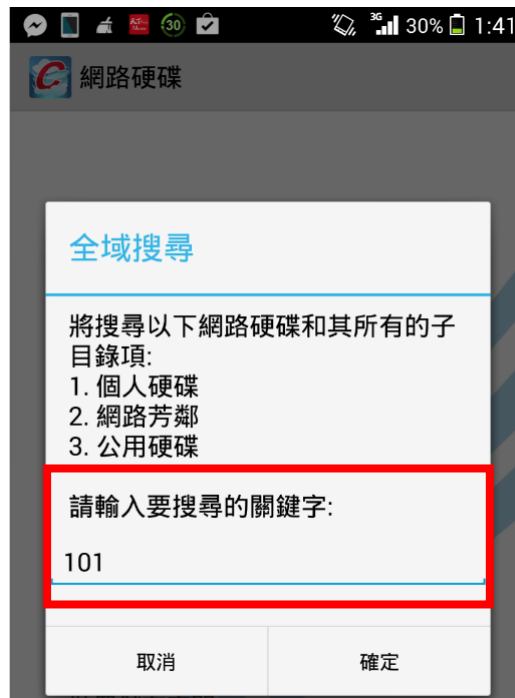 30 3G 30% 1:41
網路硬碟
全域搜尋
將搜尋以下網路硬碟和其所有的子
目錄項:
1. 個人硬碟
2. 網路芳鄰
3. 公用硬碟
請輸入要搜尋的關鍵字:
101
取消
確定